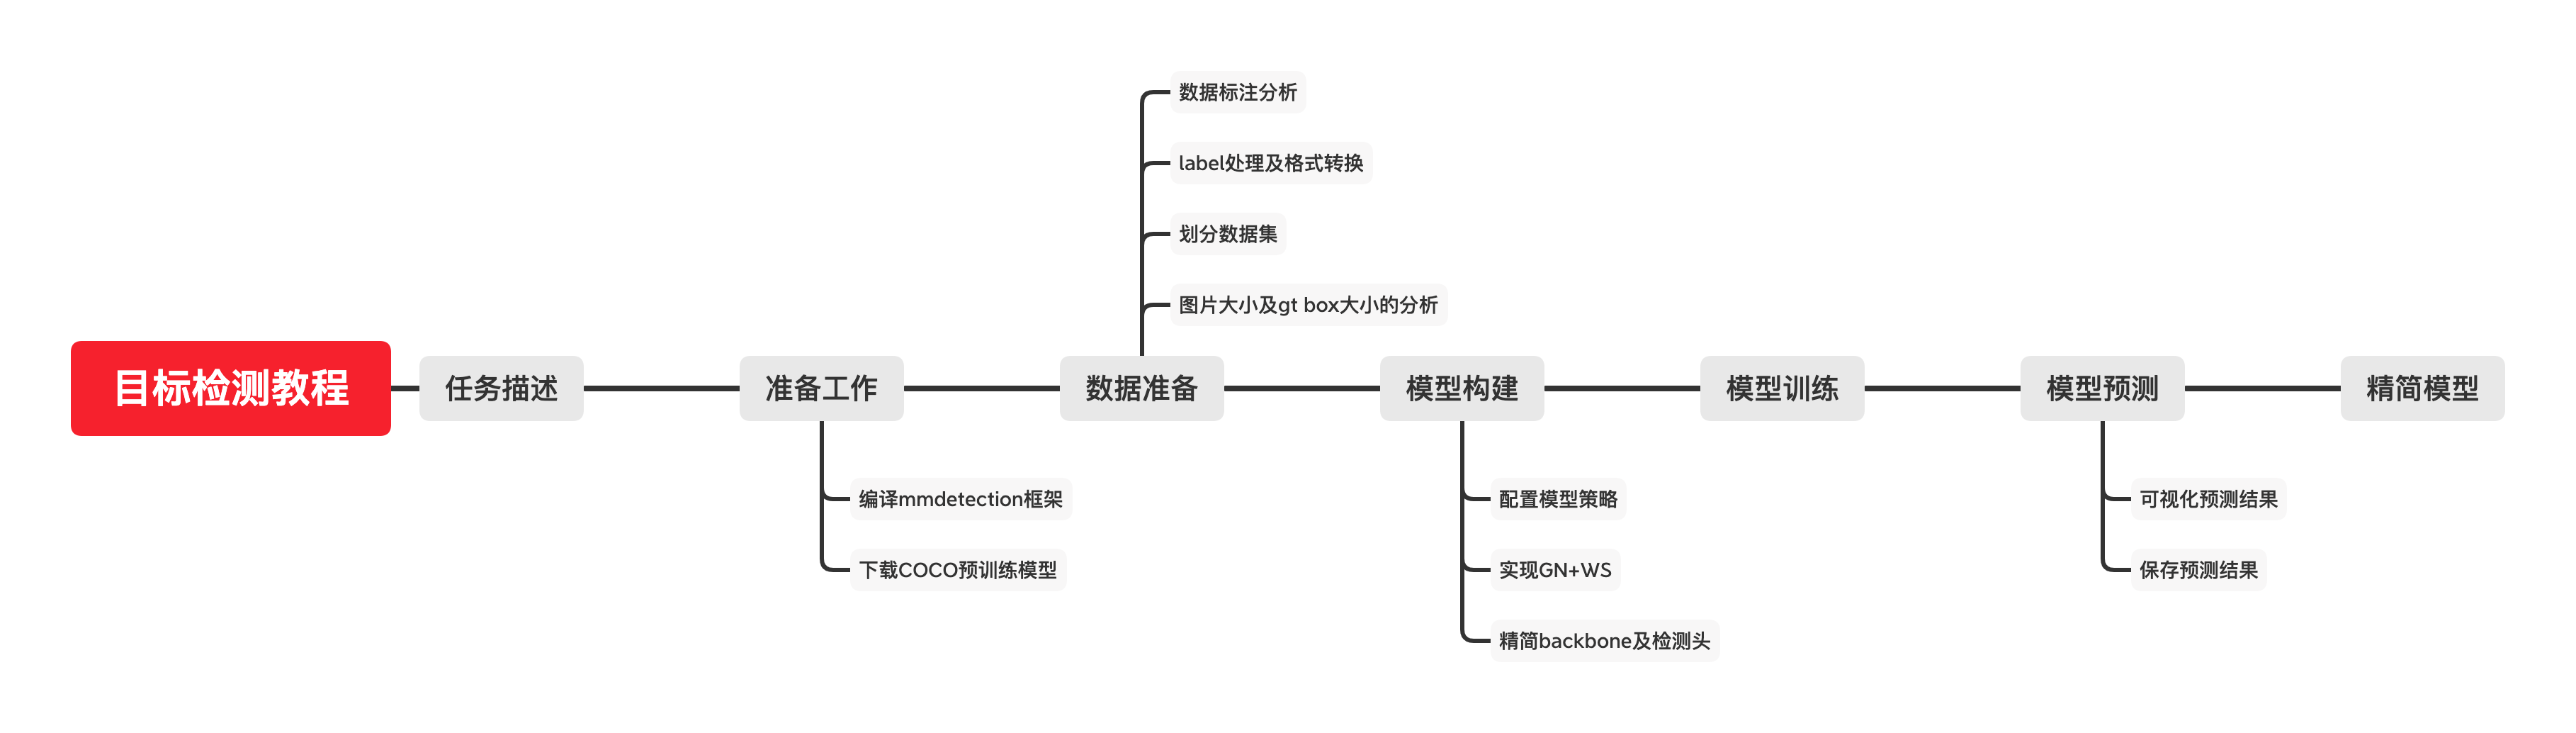 目标检测教程
任务描述
准备工作
编译mmdetection框架
下载COCO预训练模型
数据准备
数据标注分析
label处理及格式转换
划分数据集
图片大小及gt box大小的分析
模型构建
配置模型策略
实现GN+WS
精简backbone及检测头
模型训练
模型预测
可视化预测结果
保存预测结果
精简模型